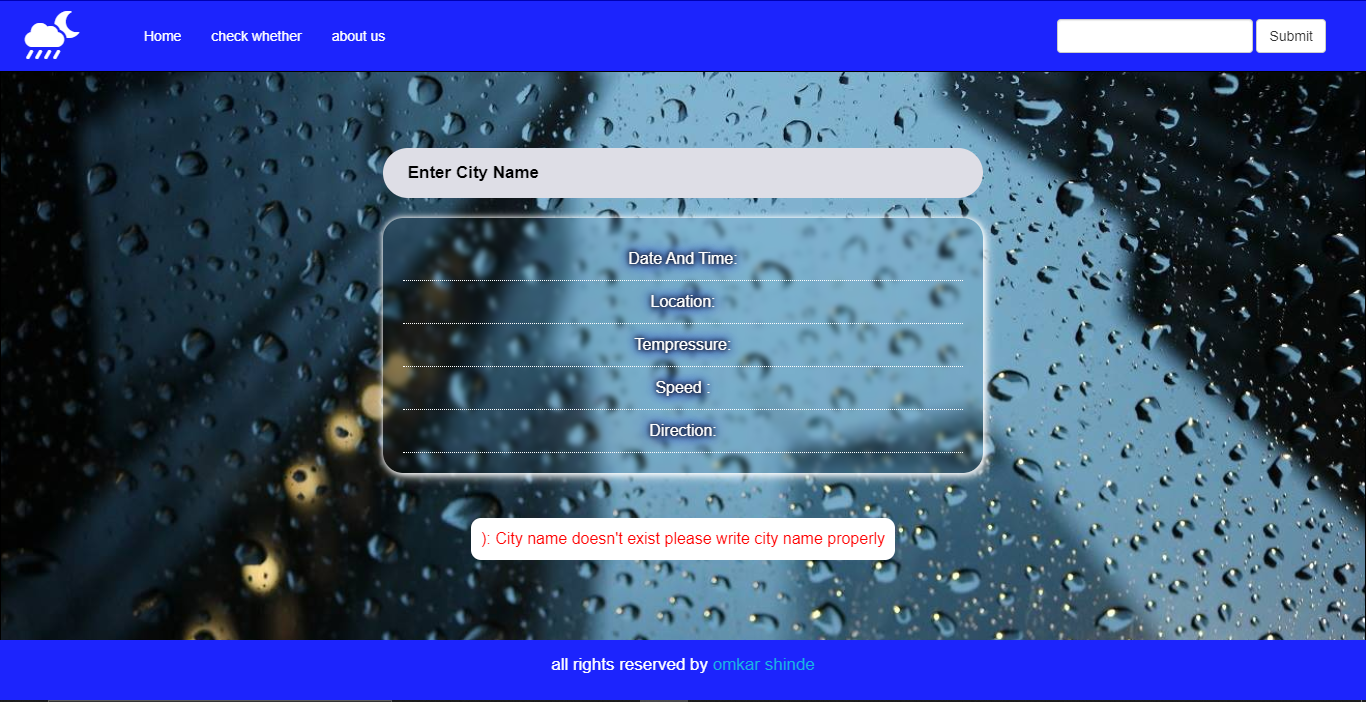 Home check whether about us Submit
Enter City Name
Date And Time:
Location:
Tempressure:
Speed :
Direction:
): City name doesn't exist please write city name properly
all rights reserved by omkar shinde